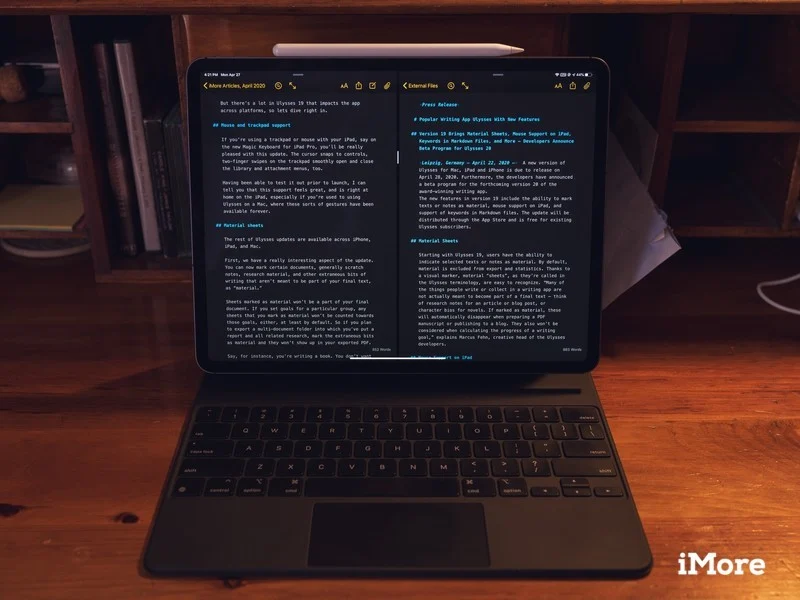 4:21 PM Mon Apr 27
44%
iMore Articles, April 2020
AA
But there's a lot in Ulysses 19 that impacts the app
across platforms, so lets dive right in.
## Mouse and trackpad support
If you're using a trackpad or mouse with your iPad, say on
the new Magic Keyboard for iPad Pro, you'll be really
pleased with this update. The cursor snaps to controls,
two-finger swipes on the trackpad smoothly open and close
the library and attachment menus, too.
Having been able to test it out prior to launch, I can
tell you that this support feels great, and is right at
home on the iPad, especially if you're used to using
Ulysses on a Mac, where these sorts of gestures have been
available forever.
## Material sheets
The rest of Ulysses updates are available across iPhone,
iPad, and Mac.
First, we have a really interesting aspect of the update.
You can now mark certain documents, generally scratch
notes, research material, and other extraneous bits of
writing that aren't meant to be part of your final text,
as "material."
Sheets marked as material won't be a part of your final
document. If you set goals for a particular group, any
sheets that you mark as material won't be counted towards
those goals, either, at least by default. So if you plan
to export a multi-document folder into which you've put a
report and all related research, mark the extraneous bits
as material and they won't show up in your exported PDF.
Say, for instance, you're writing a book. You don't want
Words
External Files
AA
Press Release
# Popular Writing App Ulysses With New Features
## Version 19 Brings Material Sheets, Mouse Support on iPad,
Keywords in Markdown Files, and More — Developers Announce
Beta Program for Ulysses 20
Leipzig, Germany — April 22, 2020 — A new version of
Ulysses for Mac, iPad and iPhone is due to release on
April 28, 2020. Furthermore, the developers have announced
a beta program for the forthcoming version 20 of the
award-winning writing app.
The new features in version 19 include the ability to mark
texts or notes as material, mouse support on iPad, and
support of keywords in Markdown files. The update will be
distributed through the App Store and is free for existing
Ulysses subscribers.
## Material Sheets
Starting with Ulysses 19, users have the ability to
indicate selected texts or notes as material. By default,
material is excluded from export and statistics. Thanks to
a visual marker, material "sheets", as they're called in
the Ulysses terminology, are easy to recognize. "Many of
the things people write or collect in a writing app are
not actually meant to become part of a final text — think
of research notes for an article or blog post, or
character bios for novels. If marked as material, these
will automatically disappear when preparing a PDF
manuscript or publishing to a blog. They also won't be
considered when calculating the progress of a writing
goal," explains Marcus Fehn, creative head of the Ulysses
developers.
## Mouse Support on iPad
Words
delete
Q W E R T Y U I O P
A S D F G H J K L
return
shift Z X C V B N M shift
control option cmd cmd option
iMore